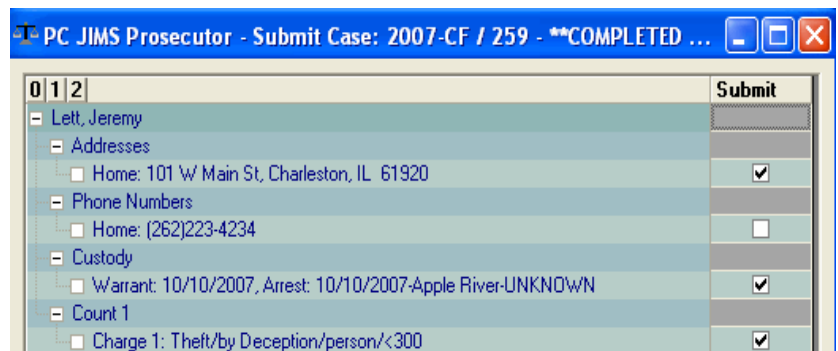 PC JIMS Prosecutor - Submit Case: 2007-CF / 259 - **COMPLETED ...
0 1 2 Submit
Lett, Jeremy
Addresses
Home: 101 W Main St, Charleston, IL 61920
Phone Numbers
Home: (262)223-4234
Custody
Warrant: 10/10/2007, Arrest: 10/10/2007-Apple River-UNKNOWN
Count 1
Charge 1: Theft/by Deception/person/<300